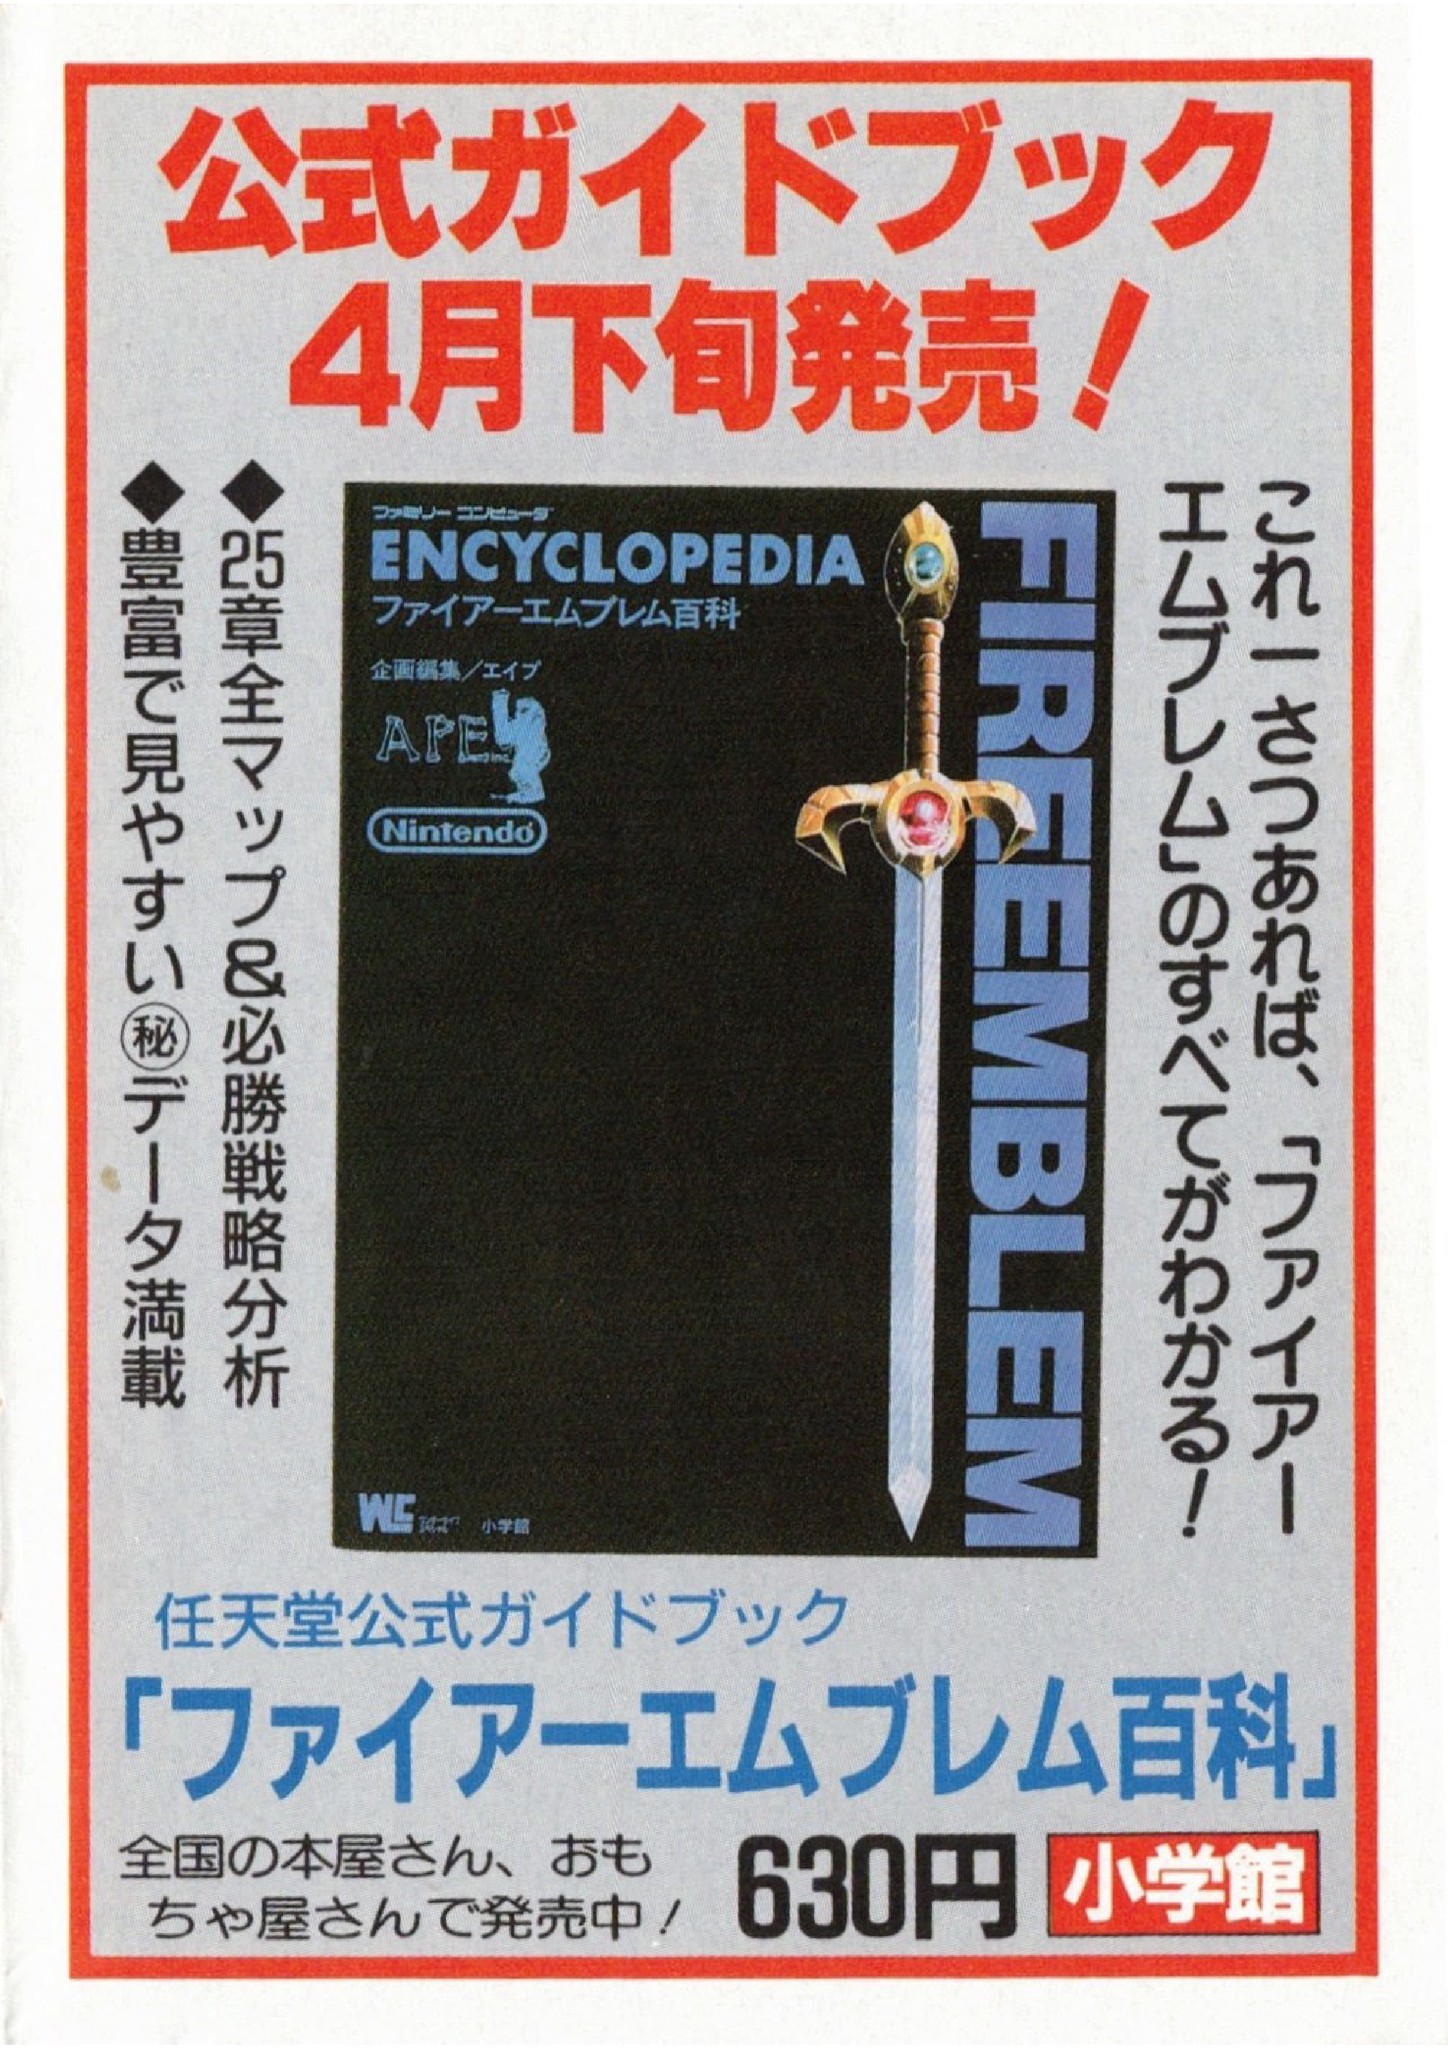 公式ガイドブック
4月下旬発売！
これ一さつあれば、「ファイアー
エムブレム」のすべてがわかる！
ファミリーコンピュータ
ENCYCLOPEDIA
ファイアーエムブレム百科
企画編集／エイプ
APE
Nintendo
FIRE EMBLEM
小学館
◆25章全マップ&必勝戦略分析
◆豊富で見やすい㊙データ満載
任天堂公式ガイドブック
「ファイアーエムブレム百科」
全国の本屋さん、おも
ちゃ屋さんで発売中！
630円
小学館